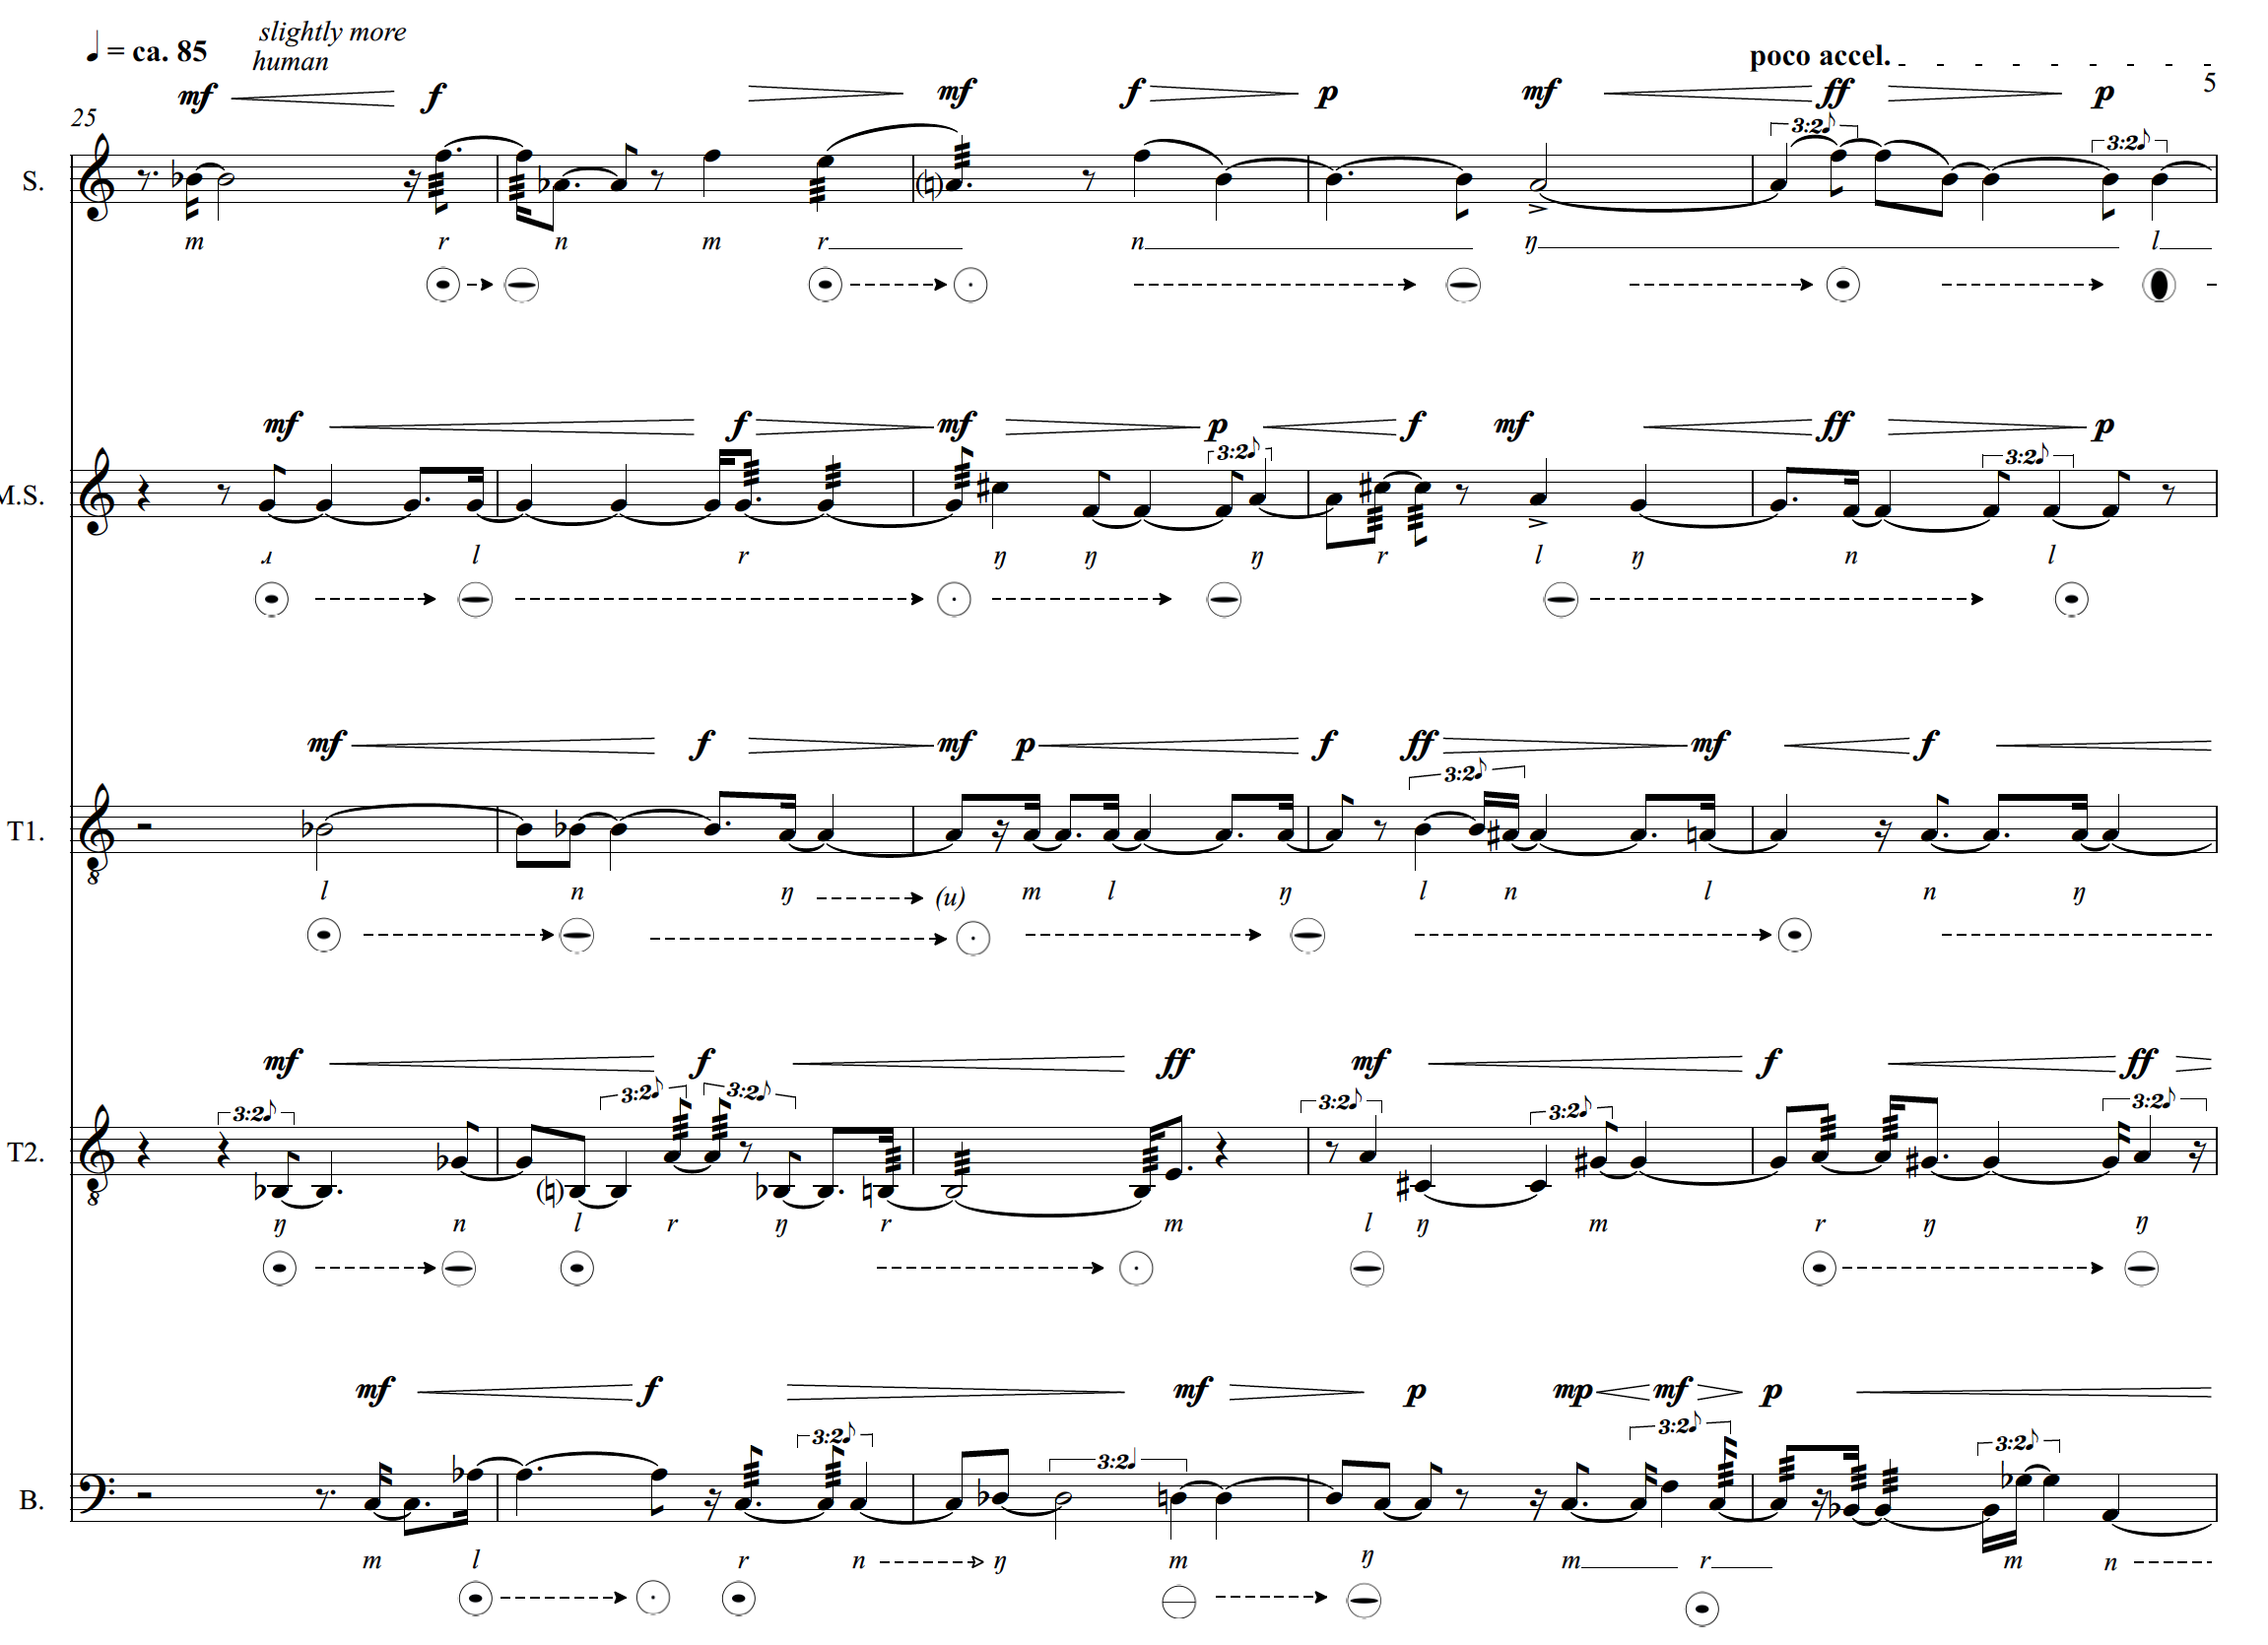 ♩ = ca. 85 slightly more
human
poco accel.
5
mf f mf f p mf ff p
25
3:2♪ 3:2♪
S.
m r n m r n ŋ l
mf f mf p f mf ff p
3:2♪ 3:2♪
M.S.
ɹ l r ŋ ŋ ŋ r l ŋ n l
mf f mf p f ff mf f
3:2♪
T1.
8
l n ŋ (u) m l ŋ l n l n ŋ
mf f ff mf f ff
3:2♪ 3:2♪ 3:2♪ 3:2♪ 3:2♪ 3:2♪
T2.
8
ŋ n l r ŋ r m l ŋ m r ŋ ŋ
mf f mf p mp mf p
3:2♪ 3:2♩ 3:2♪ 3:2♪
B.
m l r n ŋ m ŋ m r m n